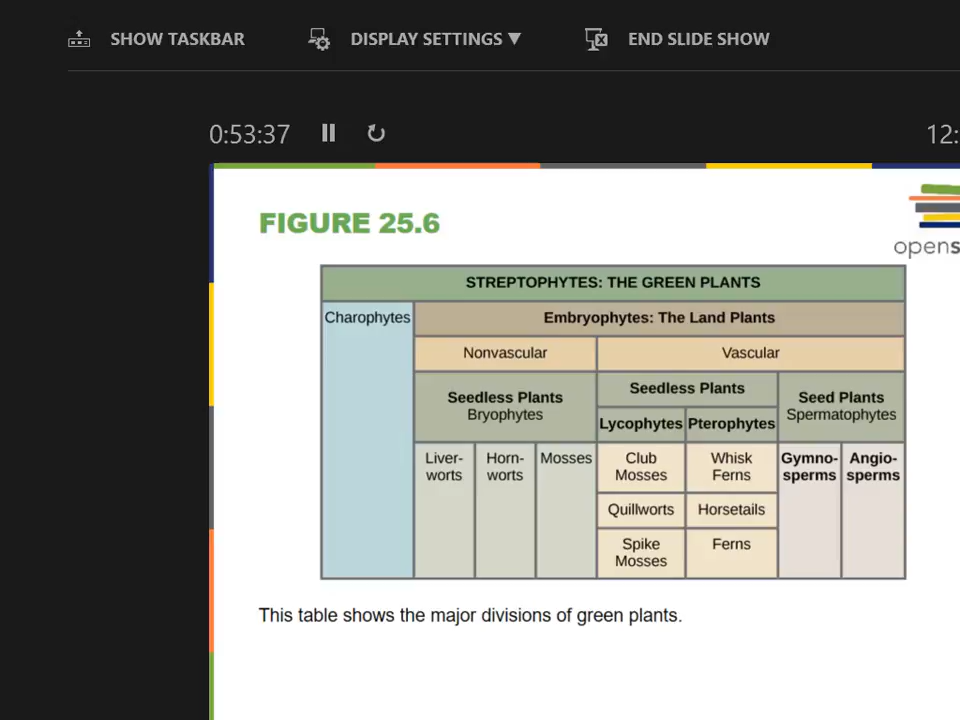 SHOW TASKBAR DISPLAY SETTINGS ▼ END SLIDE SHOW
0:53:37 12:
FIGURE 25.6
opens
STREPTOPHYTES: THE GREEN PLANTS
Charophytes Embryophytes: The Land Plants
Nonvascular Vascular
Seedless Plants
Bryophytes
Seedless Plants
Lycophytes Pterophytes
Seed Plants
Spermatophytes
Liver-
worts
Horn-
worts
Mosses
Club
Mosses
Whisk
Ferns
Gymno-
sperms
Angio-
sperms
Quillworts Horsetails
Spike
Mosses
Ferns
This table shows the major divisions of green plants.